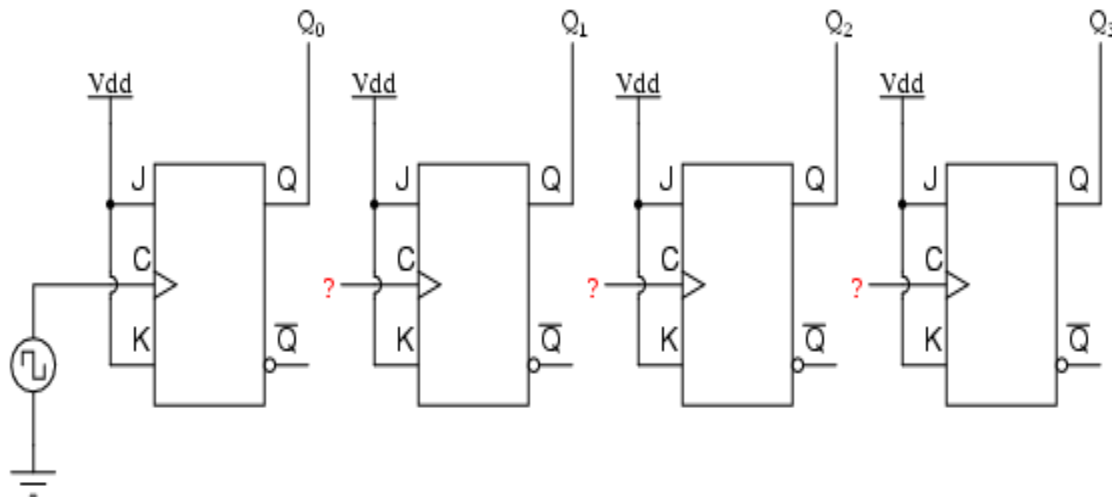 Q0 Q1 Q2 Q3
Vdd Vdd Vdd Vdd
J Q J Q J Q J Q
C ? C ? C ? C
K Q̅ K Q̅ K Q̅ K Q̅